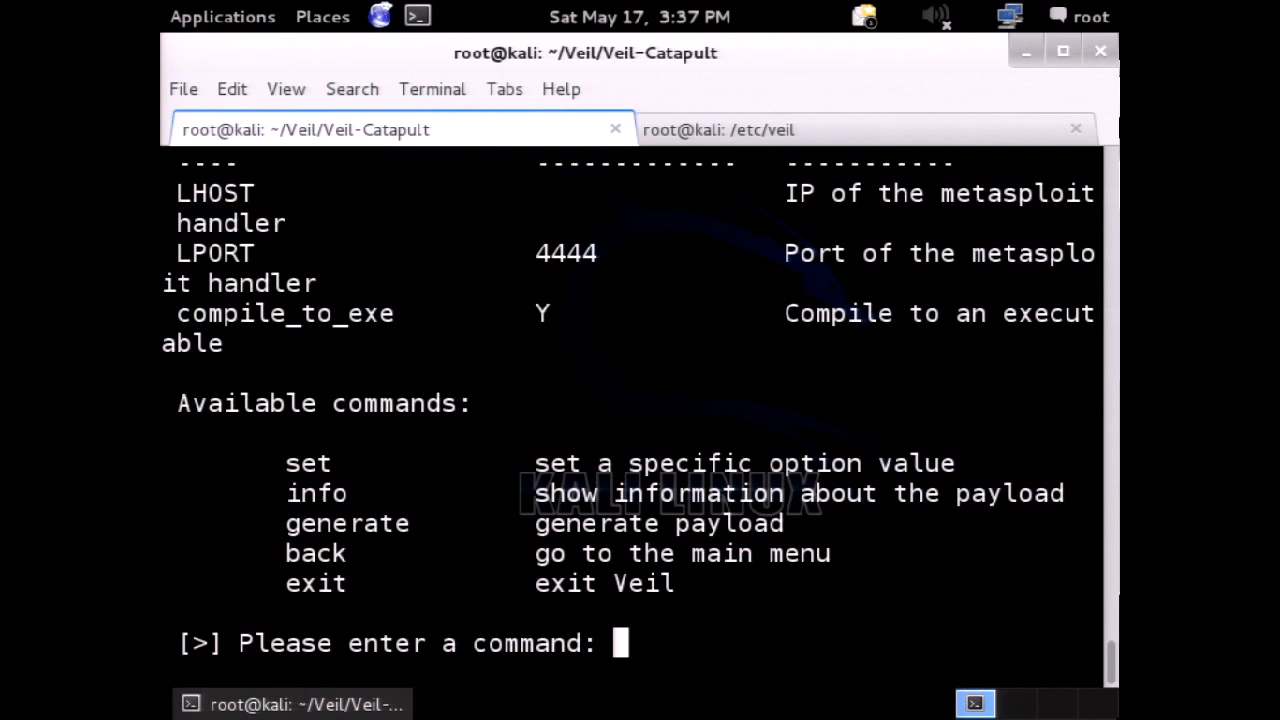 Applications Places Sat May 17, 3:37 PM 1 root
root@kali: ~/Veil/Veil-Catapult
File Edit View Search Terminal Tabs Help
root@kali: ~/Veil/Veil-Catapult root@kali: /etc/veil
---- ------------- -----------
LHOST IP of the metasploit
handler
LPORT 4444 Port of the metasplo
it handler
compile_to_exe Y Compile to an execut
able
Available commands:
set set a specific option value
KALI LINUX
info show information about the payload
generate generate payload
back go to the main menu
exit exit Veil
[>] Please enter a command:
root@kali: ~/Veil/Veil-...